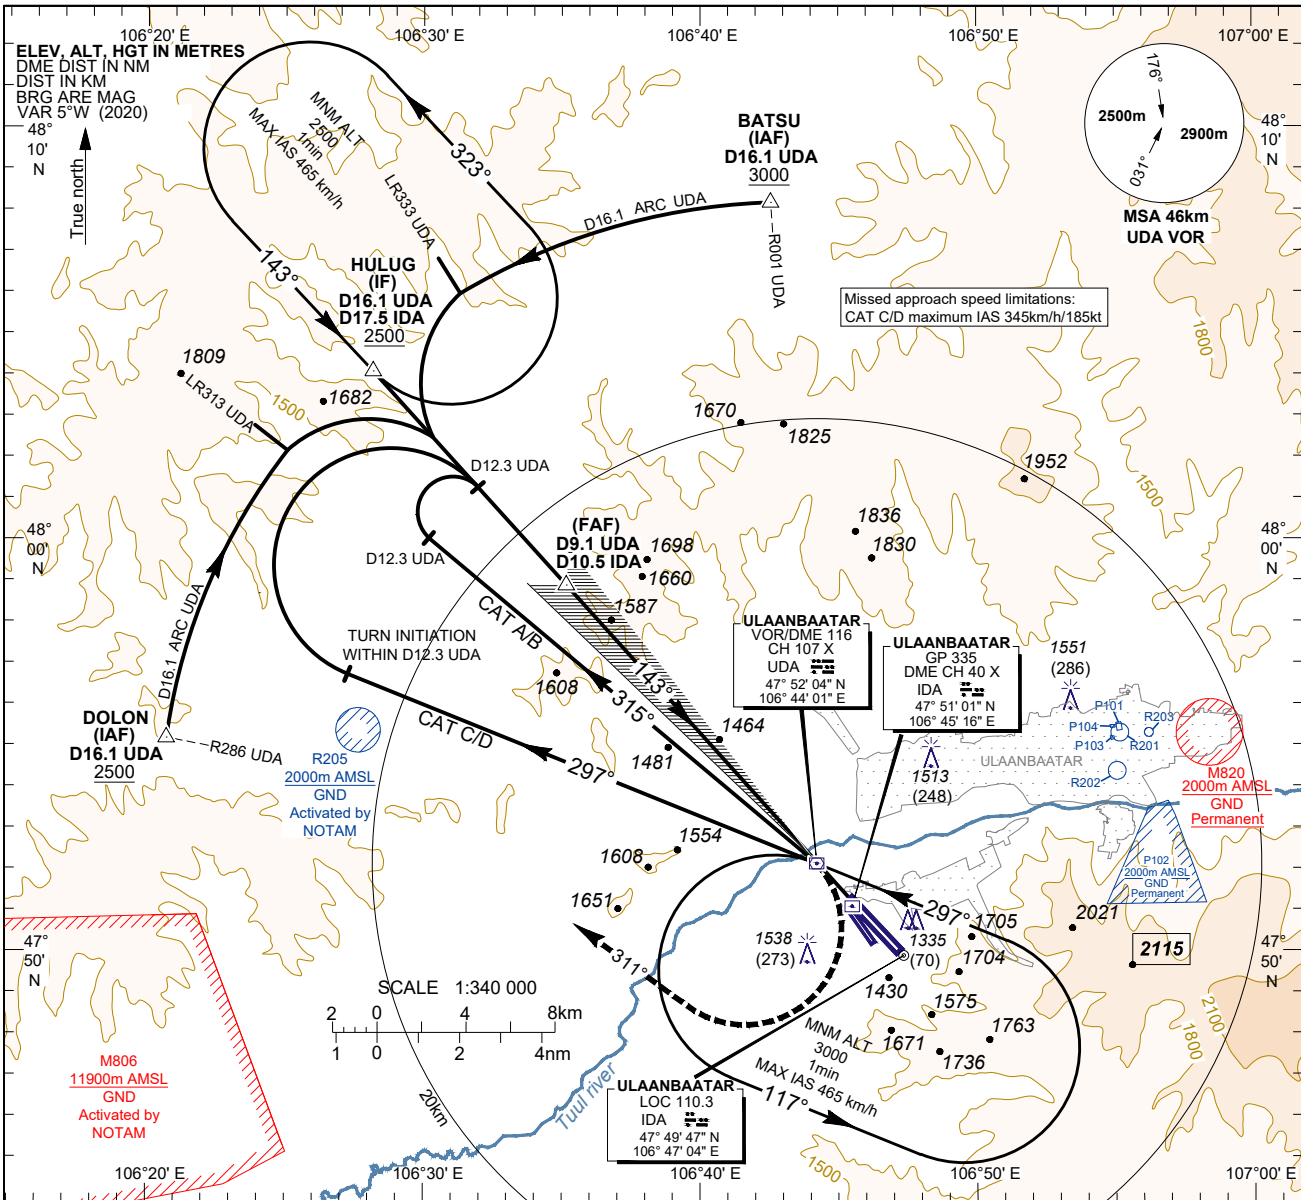 106°20' E
106°30' E
106°40' E
106°50' E
107°00' E
ELEV, ALT, HGT IN METRES
DME DIST IN NM
DIST IN KM
BRG ARE MAG
VAR 5°W (2020)
48°
10'
N
True north
MNM ALT
2500
1min
MAX IAS 465 km/h
323°
143°
LR333 UDA
BATSU
(IAF)
D16.1 UDA
3000
D16.1 ARC UDA
R001 UDA
176°
2500m
2900m
031°
MSA 46km
UDA VOR
48°
10'
N
HULUG
(IF)
D16.1 UDA
D17.5 IDA
2500
Missed approach speed limitations:
CAT C/D maximum IAS 345km/h/185kt
1800
1809
LR313 UDA
1500
1682
1670
1825
1952
1500
D12.3 UDA
48°
00'
N
D12.3 UDA
(FAF)
D9.1 UDA
D10.5 IDA
1698
1660
1587
1836
1830
48°
00'
N
D16.1 ARC UDA
CAT A/B
TURN INITIATION
WITHIN D12.3 UDA
1608
143°
315°
CAT C/D
297°
1464
1481
ULAANBAATAR
VOR/DME 116
CH 107 X
UDA
47° 52' 04" N
106° 44' 01" E
ULAANBAATAR
GP 335
DME CH 40 X
IDA
47° 51' 01" N
106° 45' 16" E
1551
(286)
P101
P104
P103
R203
R201
R202
ULAANBAATAR
1513
(248)
M820
2000m AMSL
GND
Permanent
DOLON
(IAF)
D16.1 UDA
2500
R286 UDA
R205
2000m AMSL
GND
Activated by
NOTAM
P102
2000m AMSL
GND
Permanent
1554
1608
1651
297°
1705
2021
2115
1538
(273)
1335
(70)
1704
1430
1575
1671
1736
1763
47°
50'
N
47°
50'
N
311°
SCALE 1:340 000
2 0 4 8km
1 0 2 4nm
2100
1800
MNM ALT
3000
1min
MAX IAS 465 km/h
117°
M806
11900m AMSL
GND
Activated by
NOTAM
20km
Tuul river
ULAANBAATAR
LOC 110.3
IDA
47° 49' 47" N
106° 47' 04" E
1500
106°20' E
106°30' E
106°40' E
106°50' E
107°00' E